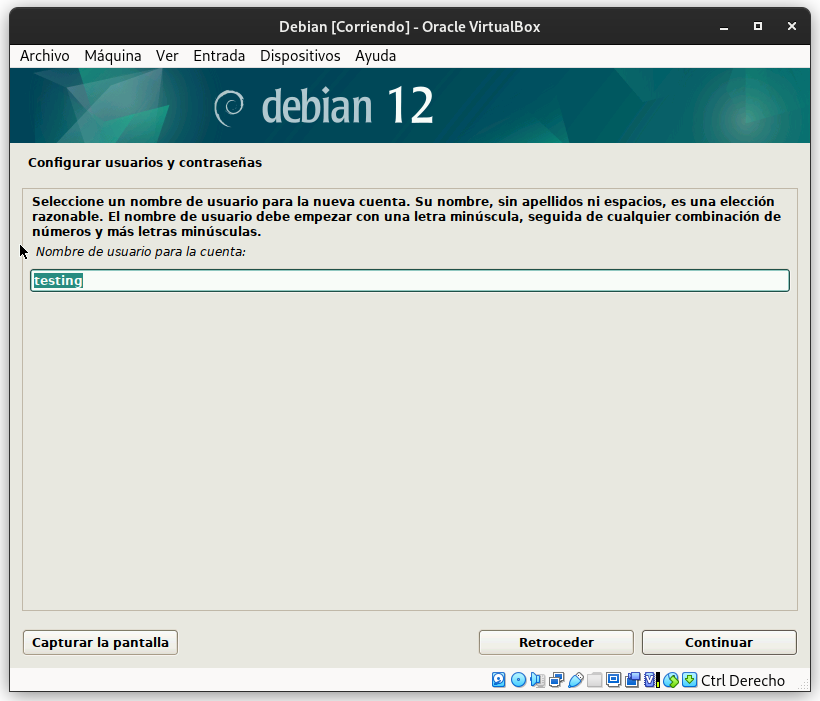 Debian [Corriendo] - Oracle VirtualBox
Archivo Máquina Ver Entrada Dispositivos Ayuda
debian 12
Configurar usuarios y contraseñas
Seleccione un nombre de usuario para la nueva cuenta. Su nombre, sin apellidos ni espacios, es una elección
razonable. El nombre de usuario debe empezar con una letra minúscula, seguida de cualquier combinación de
números y más letras minúsculas.
Nombre de usuario para la cuenta:
testing
Capturar la pantalla Retroceder Continuar
Ctrl Derecho